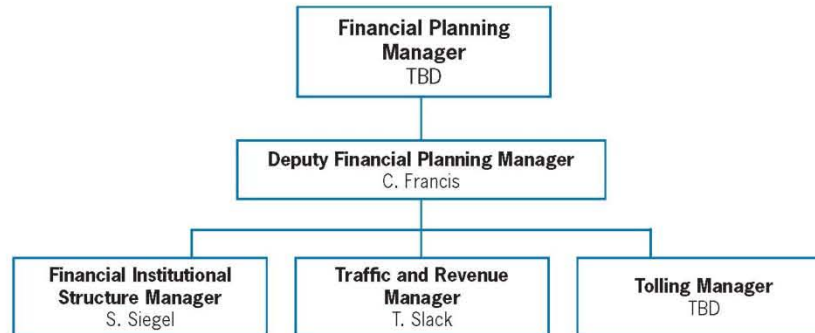 Financial Planning
Manager
TBD
Deputy Financial Planning Manager
C. Francis
Financial Institutional
Structure Manager
S. Siegel
Traffic and Revenue
Manager
T. Slack
Tolling Manager
TBD